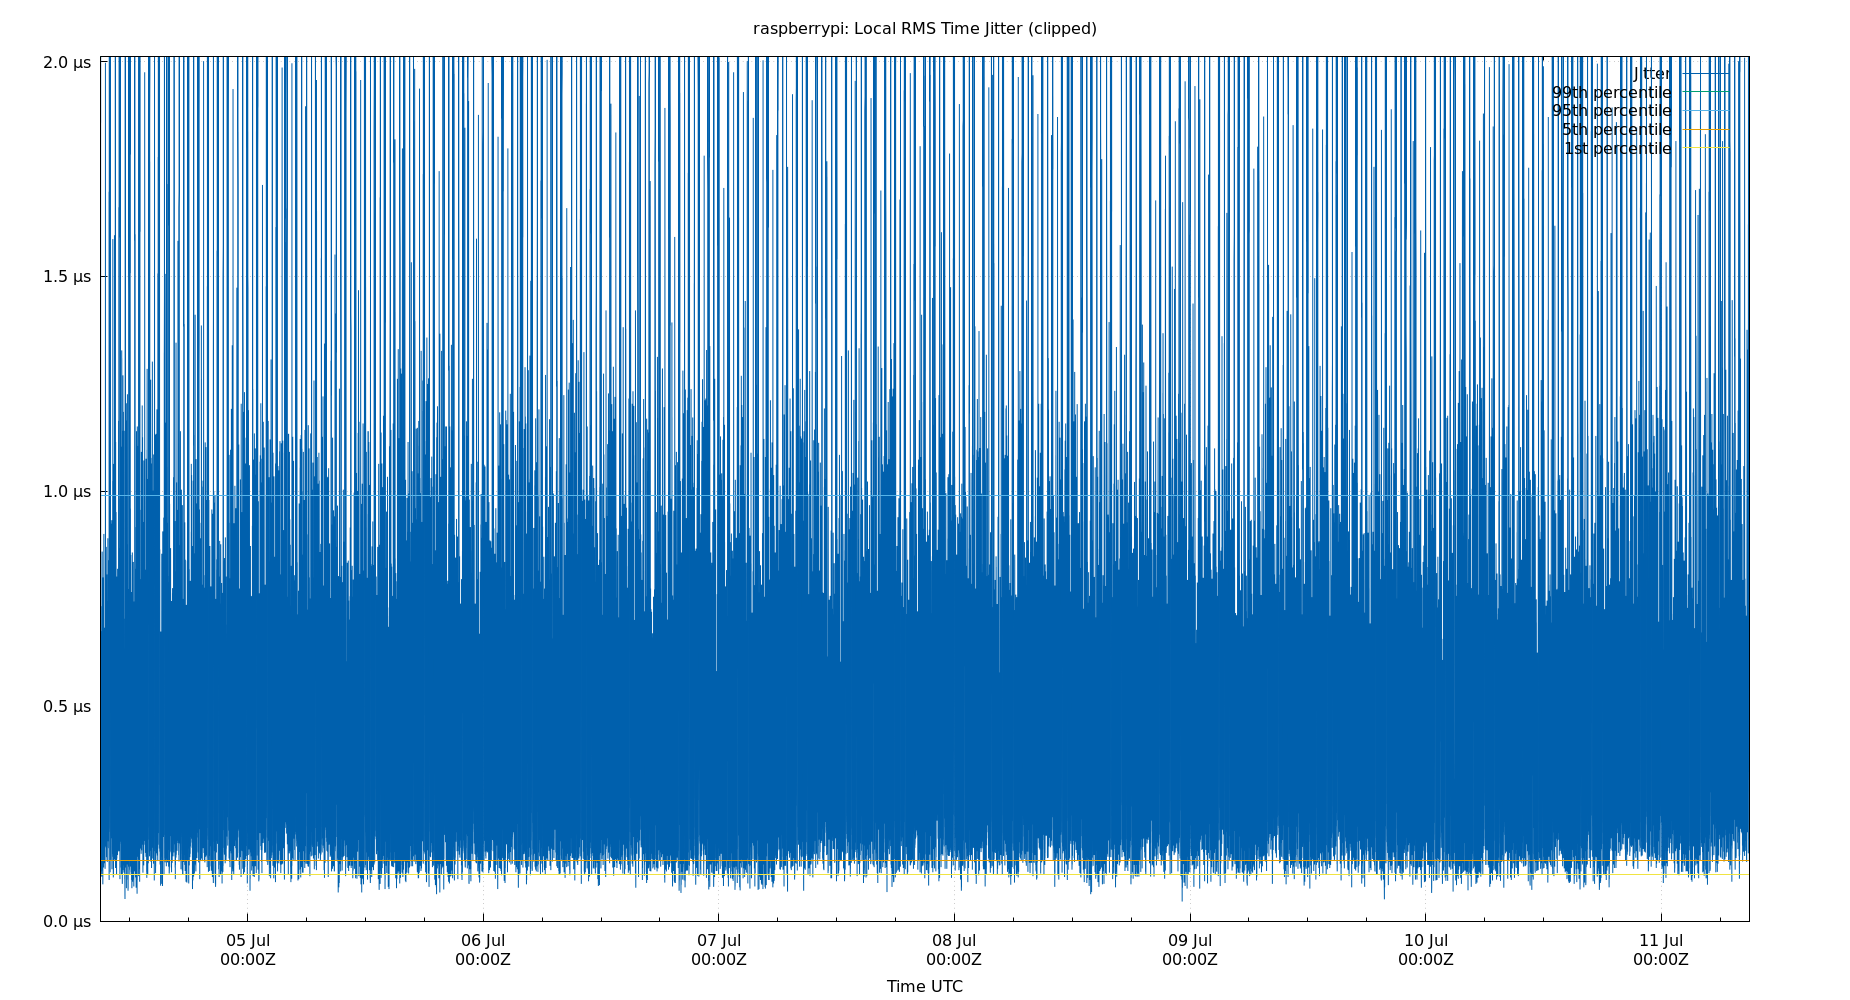 raspberrypi: Local RMS Time Jitter (clipped)
2.0 µs
Jitter
99th percentile
95th percentile
5th percentile
1st percentile
1.5 µs
1.0 µs
0.5 µs
0.0 µs
05 Jul 06 Jul 07 Jul 08 Jul 09 Jul 10 Jul 11 Jul
00:00Z 00:00Z 00:00Z 00:00Z 00:00Z 00:00Z 00:00Z
Time UTC